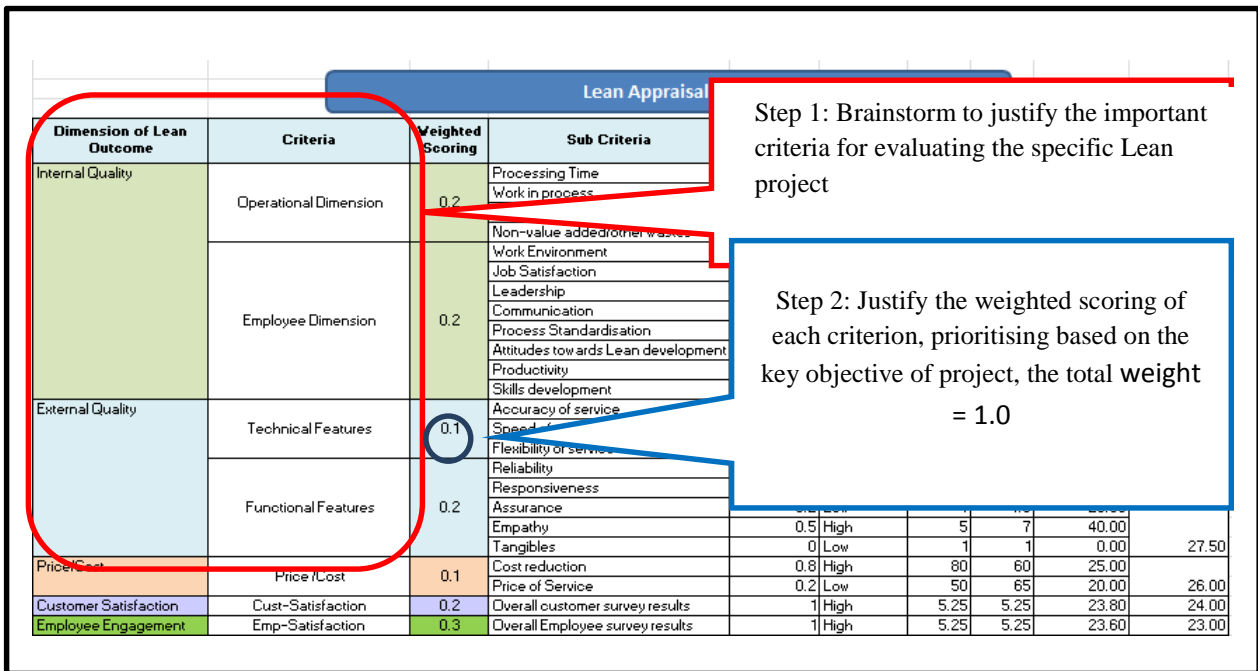 Lean Appraisal
Step 1: Brainstorm to justify the important
criteria for evaluating the specific Lean
project
Step 2: Justify the weighted scoring of
each criterion, prioritising based on the
key objective of project, the total weight
= 1.0
Dimension of Lean Outcome Criteria Weighted Scoring Sub Criteria
Internal Quality Operational Dimension 0.2 Processing Time
Work in process
Non-value added/other wastes
Employee Dimension 0.2 Work Environment
Job Satisfaction
Leadership
Communication
Process Standardisation
Attitudes towards Lean development
Productivity
Skills development
External Quality Technical Features 0.1 Accuracy of service
Speed of
Flexibility of service
Functional Features 0.2 Reliability
Responsiveness
Assurance
Empathy 0.5 High 5 7 40.00
Tangibles 0 Low 1 1 0.00 27.50
Price/Cost Price /Cost 0.1 Cost reduction 0.8 High 80 60 25.00
Price of Service 0.2 Low 50 65 20.00 26.00
Customer Satisfaction Cust-Satisfaction 0.2 Overall customer survey results 1 High 5.25 5.25 23.80 24.00
Employee Engagement Emp-Satisfaction 0.3 Overall Employee survey results 1 High 5.25 5.25 23.60 23.00